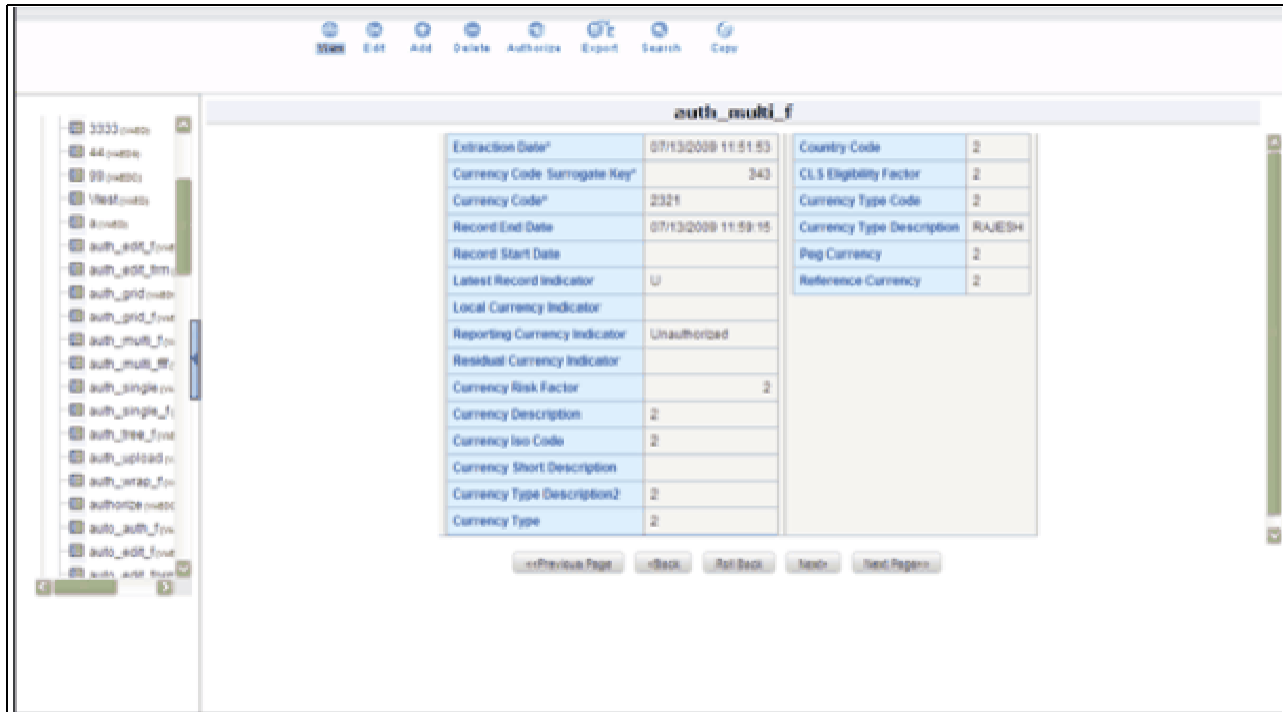 View Edit Add Delete Authorize Export Search Copy
auth_multi_f
3333
44
99
a
auth_edit_f
auth_edit_frm
auth_grid
auth_grid_f
auth_multi_f
auth_multi_fff
auth_single
auth_single_f
auth_tree_f
auth_upload
auth_wrap_f
authorize
auto_auth_f
auto_edit_f
Extraction Date* 07/13/2009 11:51:53
Currency Code Surrogate Key* 343
Currency Code* 2321
Record End Date 07/13/2009 11:59:15
Record Start Date
Latest Record Indicator U
Local Currency Indicator
Reporting Currency Indicator Unauthorized
Residual Currency Indicator
Currency Risk Factor 2
Currency Description 2
Currency Iso Code 2
Currency Short Description
Currency Type Description2 2
Currency Type 2
Country Code 2
CLS Eligibility Factor 2
Currency Type Code 2
Currency Type Description RAJESH
Peg Currency 2
Reference Currency 2
<<Previous Page <Back Roll Back Next> Next Page>>